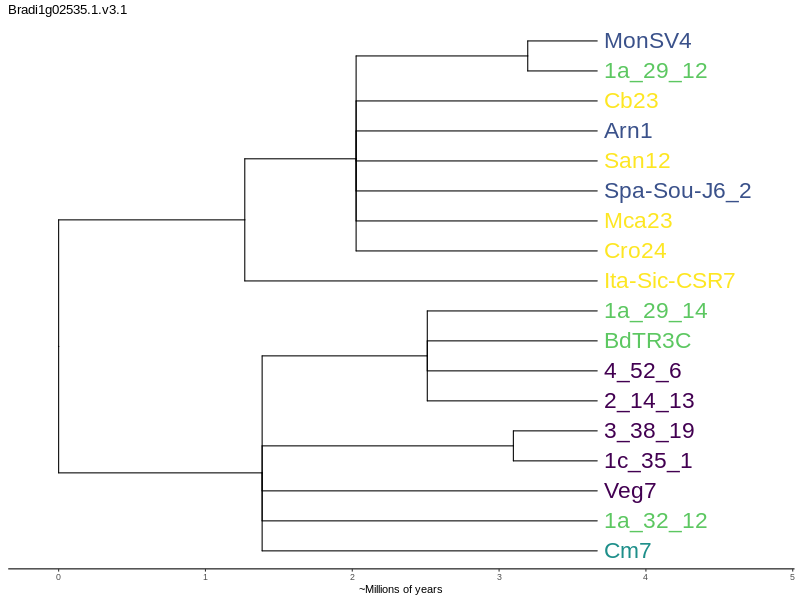 Bradi1g02535.1.v3.1
MonSV4
1a_29_12
Cb23
Arn1
San12
Spa-Sou-J6_2
Mca23
Cro24
Ita-Sic-CSR7
1a_29_14
BdTR3C
4_52_6
2_14_13
3_38_19
1c_35_1
Veg7
1a_32_12
Cm7
0 1 2 3 4 5
~Millions of years